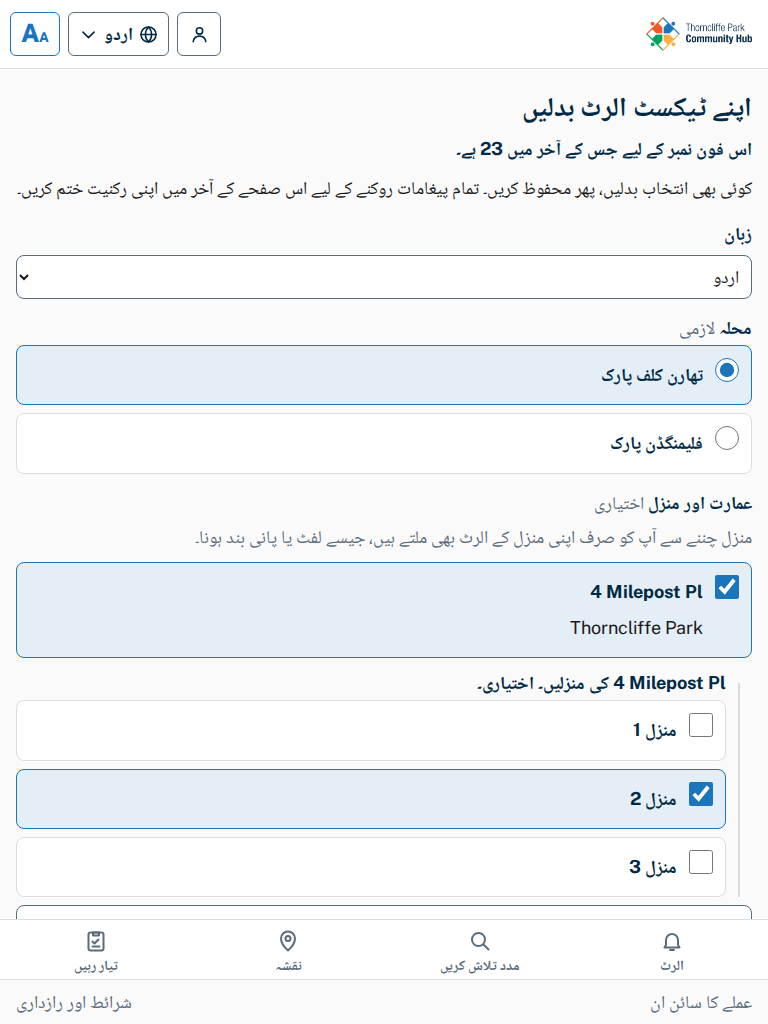 Thorncliffe Park
Community Hub
اردو
AA
اپنے ٹیکسٹ الرٹ بدلیں
اس فون نمبر کے لیے جس کے آخر میں 23 ہے۔
کوئی بھی انتخاب بدلیں، پھر محفوظ کریں۔ تمام پیغامات روکنے کے لیے اس صفحے کے آخر میں اپنی رکنیت ختم کریں۔
زبان
اردو
محلہ لازمی
تھارن کلف پارک
فلیمنگڈن پارک
عمارت اور منزل اختیاری
منزل چننے سے آپ کو صرف اپنی منزل کے الرٹ بھی ملتے ہیں، جیسے لفٹ یا پانی بند ہونا۔
4 Milepost Pl
Thorncliffe Park
4 Milepost Pl کی منزلیں۔ اختیاری۔
منزل 1
منزل 2
منزل 3
الرٹ
مدد تلاش کریں
نقشہ
تیار رہیں
عملے کا سائن ان
شرائط اور رازداری